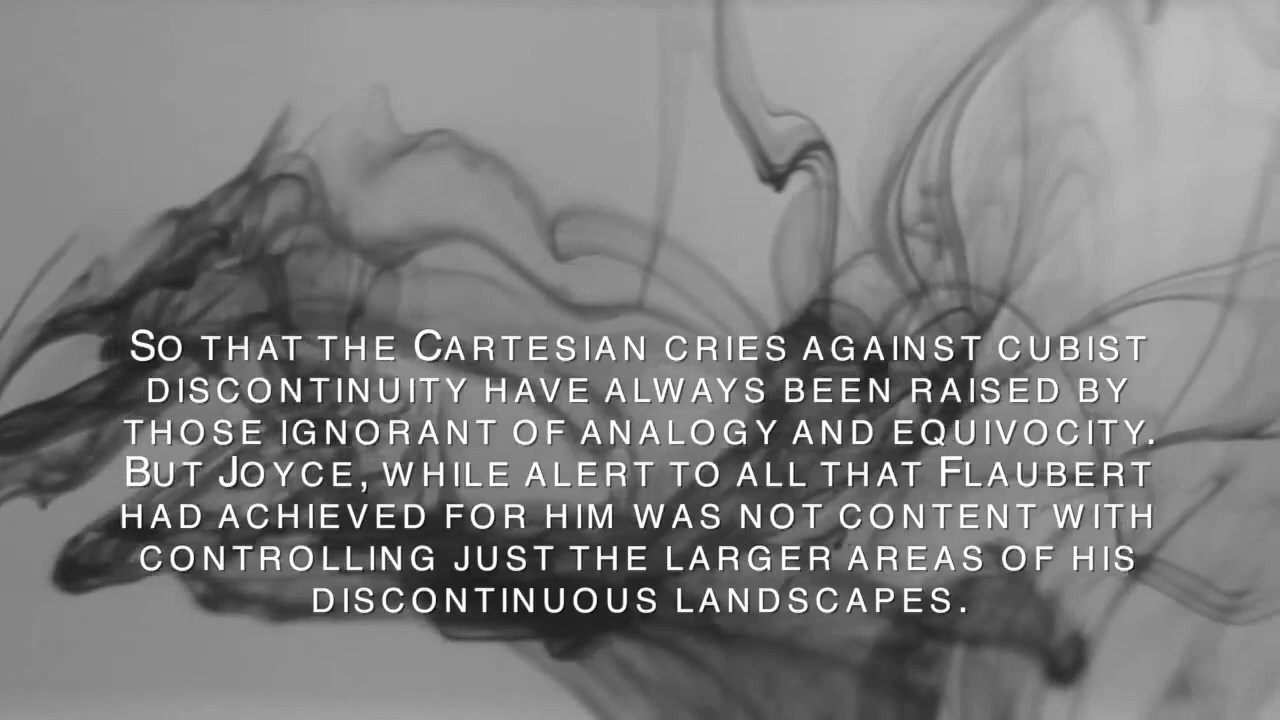 So that the Cartesian cries against cubist
discontinuity have always been raised by
those ignorant of analogy and equivocity.
But Joyce, while alert to all that Flaubert
had achieved for him was not content with
controlling just the larger areas of his
discontinuous landscapes.